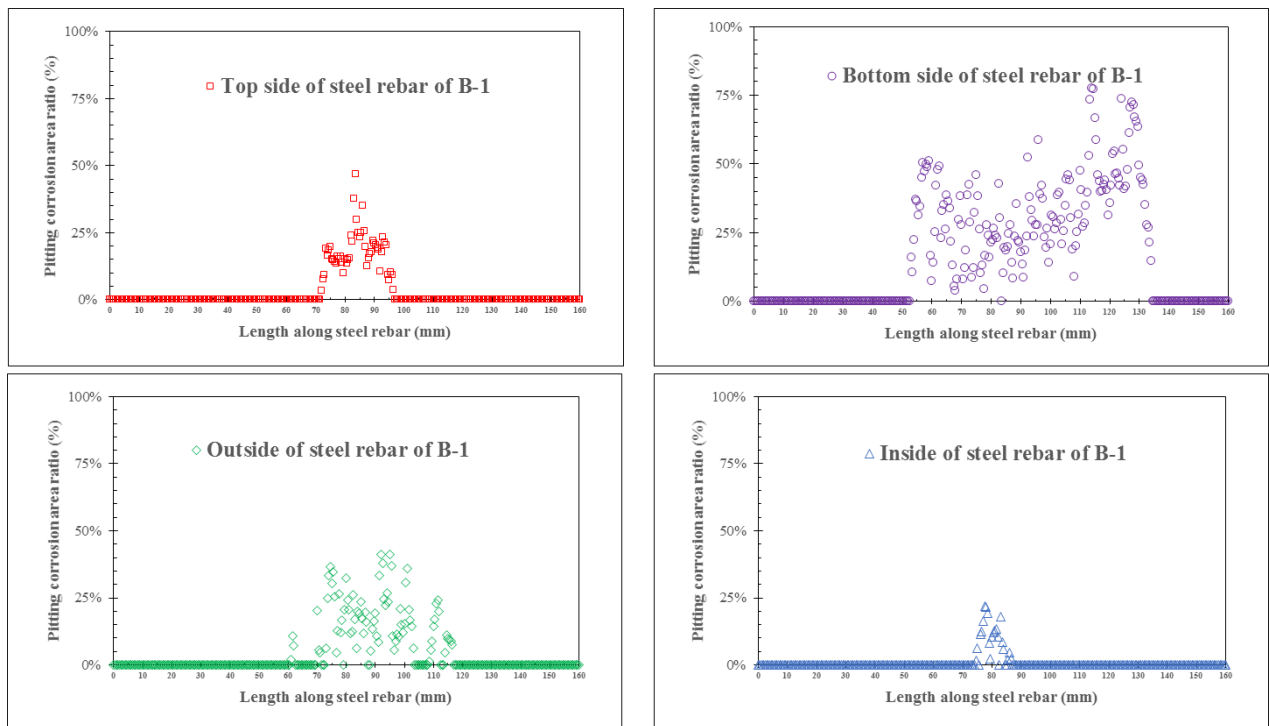 100%
75%
50%
25%
0%
Pitting corrosion area ratio (%)
Top side of steel rebar of B-1
0 10 20 30 40 50 60 70 80 90 100 110 120 130 140 150 160
Length along steel rebar (mm)
100%
75%
50%
25%
0%
Pitting corrosion area ratio (%)
Bottom side of steel rebar of B-1
0 10 20 30 40 50 60 70 80 90 100 110 120 130 140 150 160
Length along steel rebar (mm)
100%
75%
50%
25%
0%
Pitting corrosion area ratio (%)
Outside of steel rebar of B-1
0 10 20 30 40 50 60 70 80 90 100 110 120 130 140 150 160
Length along steel rebar (mm)
100%
75%
50%
25%
0%
Pitting corrosion area ratio (%)
Inside of steel rebar of B-1
0 10 20 30 40 50 60 70 80 90 100 110 120 130 140 150 160
Length along steel rebar (mm)